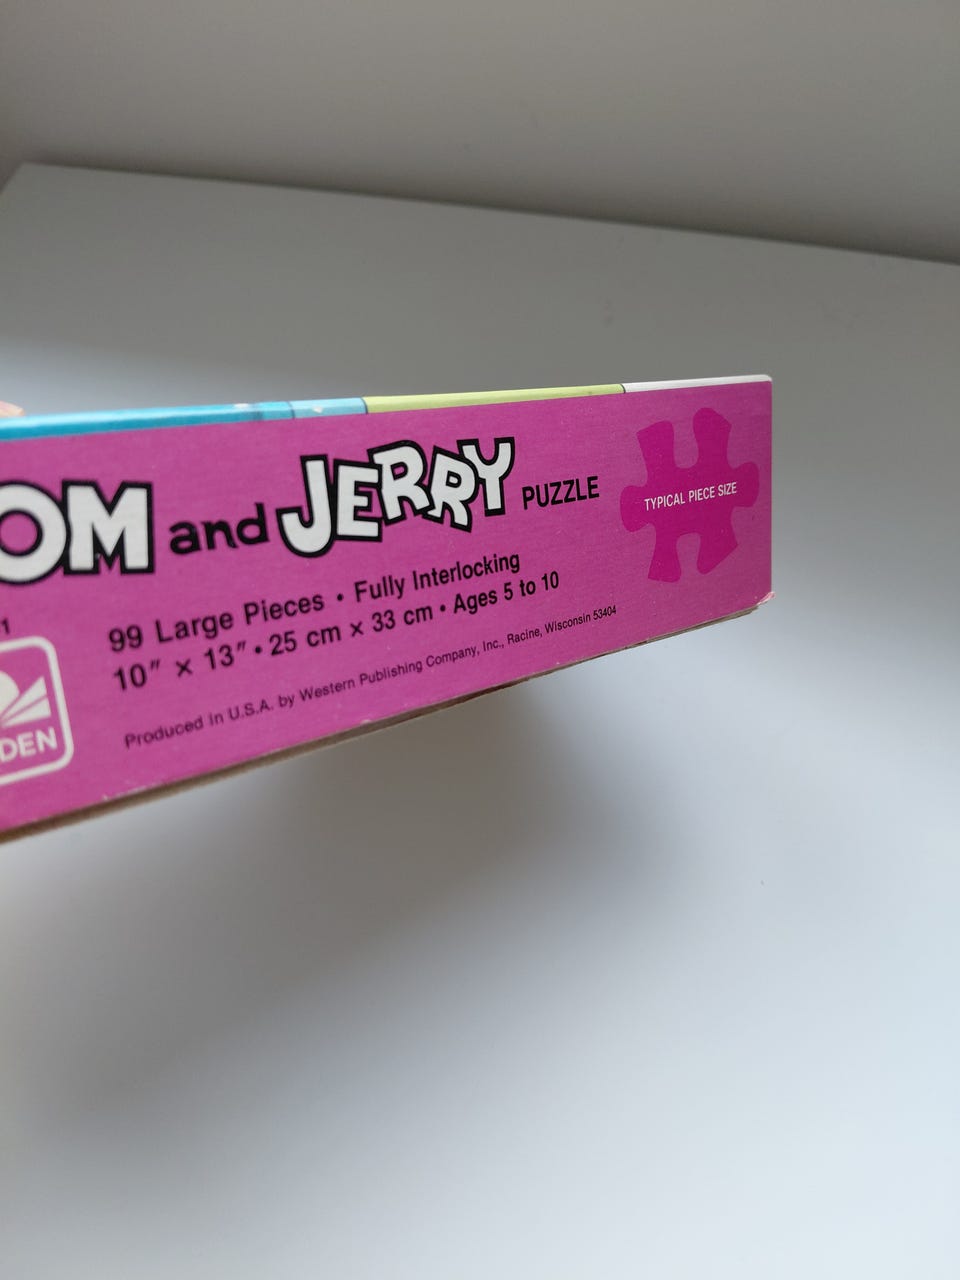 OM and JERRY PUZZLE
TYPICAL PIECE SIZE
99 Large Pieces • Fully Interlocking
10″ × 13″ • 25 cm × 33 cm • Ages 5 to 10
Produced in U.S.A. by Western Publishing Company, Inc., Racine, Wisconsin 53404
1
DEN